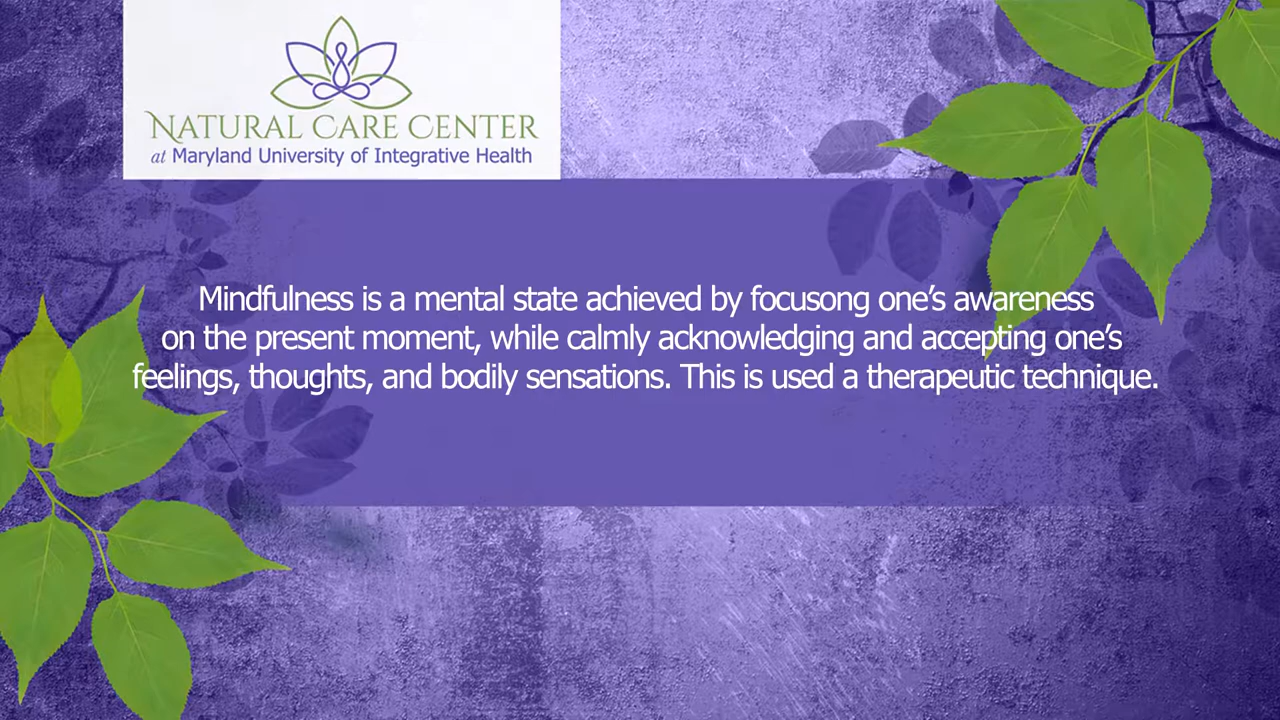 NATURAL CARE CENTER
at Maryland University of Integrative Health
Mindfulness is a mental state achieved by focusong one’s awareness
on the present moment, while calmly acknowledging and accepting one’s
feelings, thoughts, and bodily sensations. This is used a therapeutic technique.